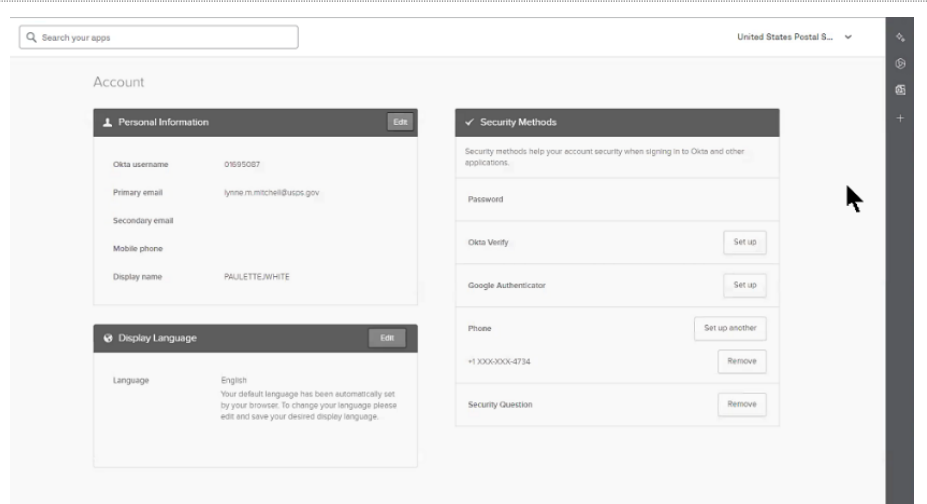 Search your apps
United States Postal S...
Account
Personal Information
Edit
Okta username
01695087
Primary email
lynne.m.mitchell@usps.gov
Secondary email
Mobile phone
Display name
PAULETTEJWHITE
Display Language
Edit
Language
English
Your default language has been automatically set
by your browser. To change your language please
edit and save your desired display language.
Security Methods
Security methods help your account security when signing in to Okta and other
applications.
Password
Okta Verify
Set up
Google Authenticator
Set up
Phone
Set up another
+1 XXX-XXX-4734
Remove
Security Question
Remove